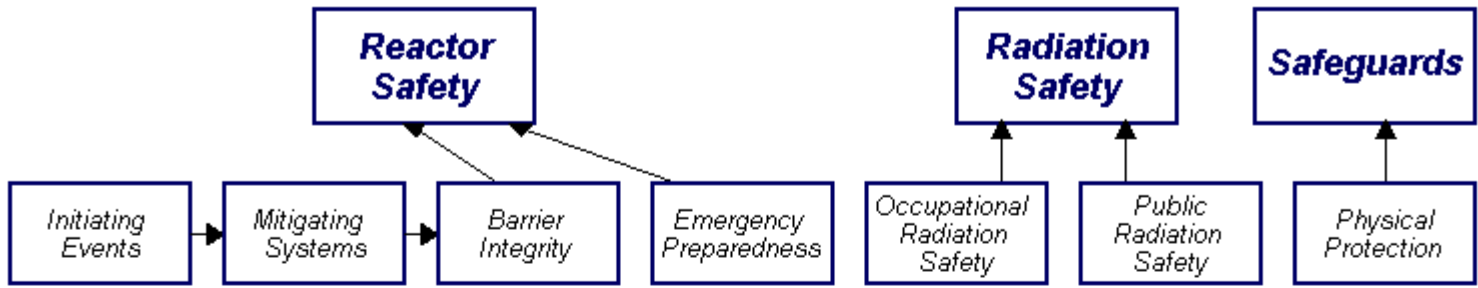 Reactor
Safety
Radiation
Safety
Safeguards
Initiating
Events
Mitigating
Systems
Barrier
Integrity
Emergency
Preparedness
Occupational
Radiation
Safety
Public
Radiation
Safety
Physical
Protection